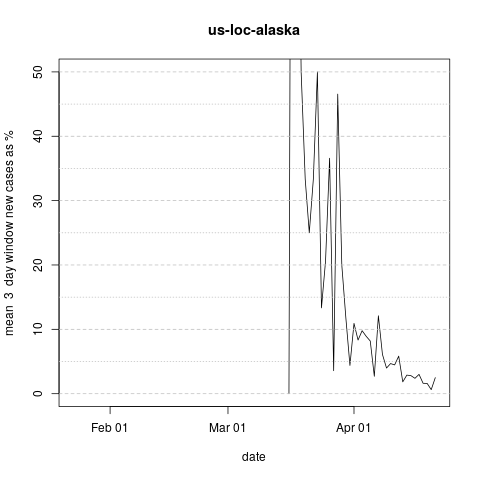 us-loc-alaska
mean  3  day window new cases as %
50
40
30
20
10
0
Feb 01
Mar 01
Apr 01
date